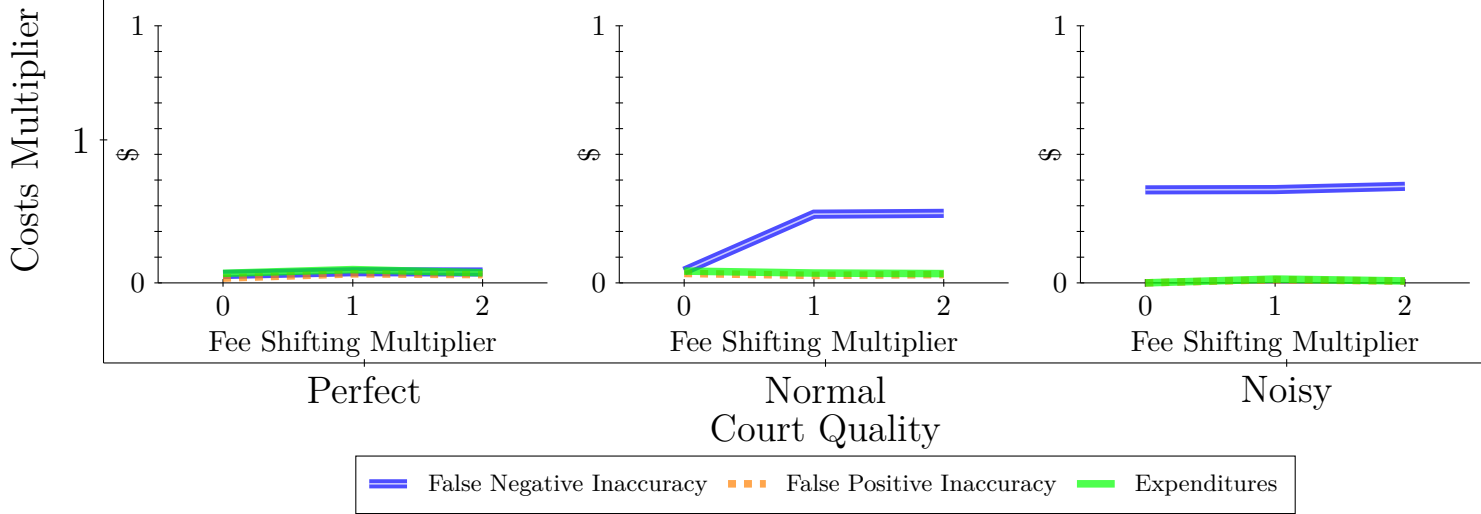 Costs Multiplier
1
1
0
$
0 1 2
Fee Shifting Multiplier
1
0
$
0 1 2
Fee Shifting Multiplier
1
0
$
0 1 2
Fee Shifting Multiplier
Perfect Normal Noisy
Court Quality
False Negative Inaccuracy False Positive Inaccuracy Expenditures